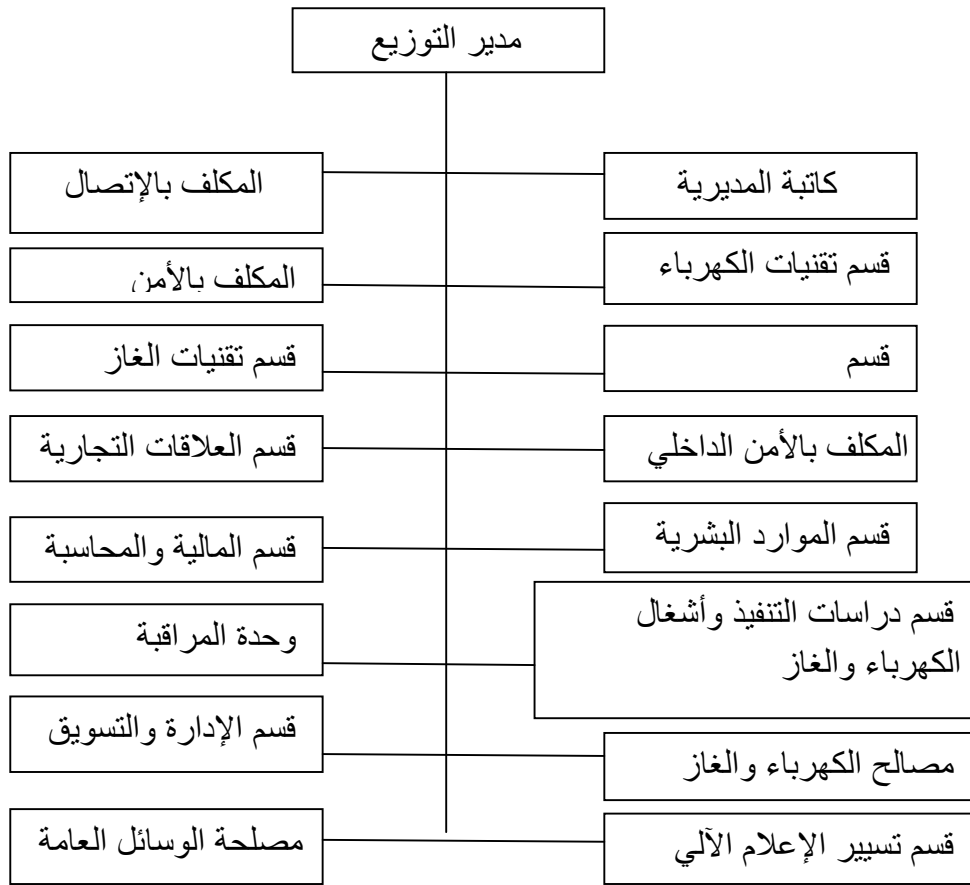 مدير التوزيع
كاتبة المديرية
المكلف بالإتصال
قسم تقنيات الكهرباء
المكلف بالأمن
قسم
قسم تقنيات الغاز
المكلف بالأمن الداخلي
قسم العلاقات التجارية
قسم الموارد البشرية
قسم المالية والمحاسبة
قسم دراسات التنفيذ وأشغال
الكهرباء والغاز
وحدة المراقبة
مصالح الكهرباء والغاز
قسم الإدارة والتسويق
قسم تسيير الإعلام الآلي
مصلحة الوسائل العامة